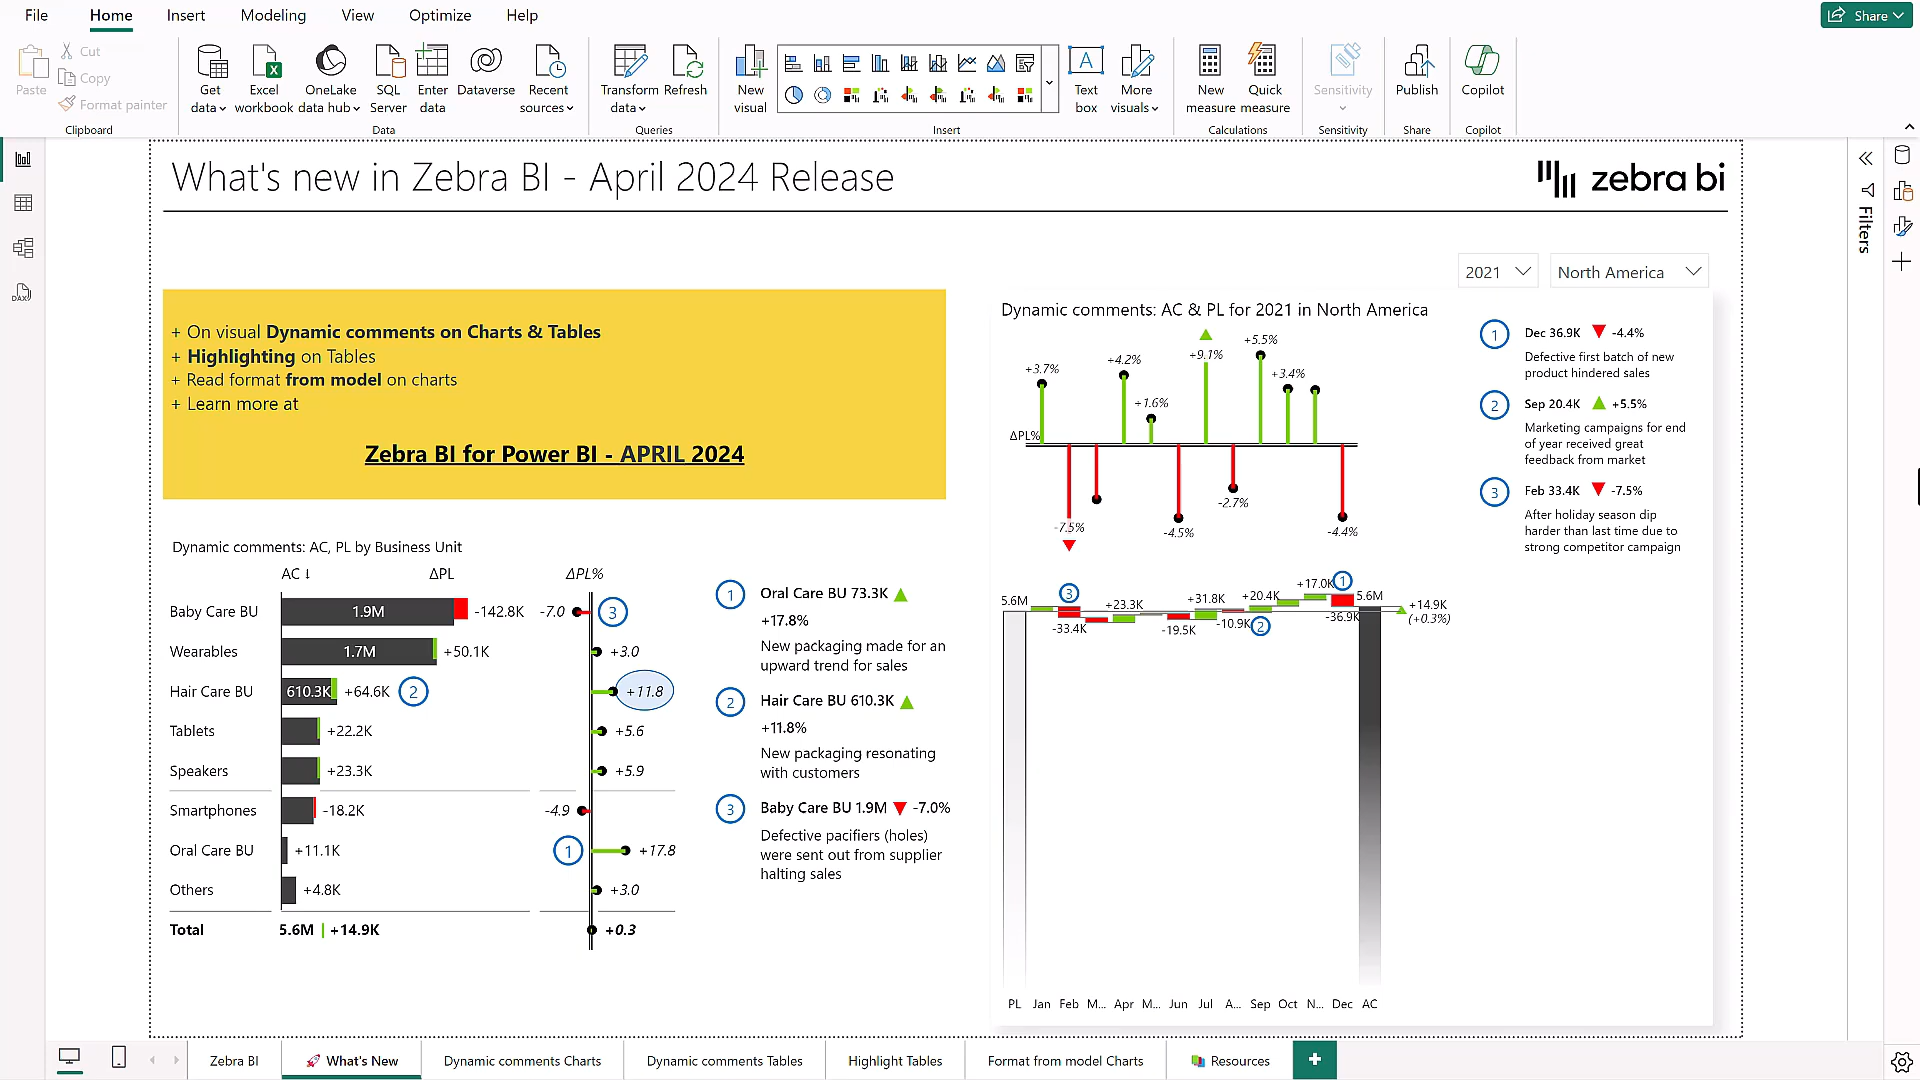 File Home Insert Modeling View Optimize Help
Share
Paste
Cut
Copy
Format painter
Clipboard
Get data
Excel workbook
OneLake data hub
SQL Server
Enter data
Dataverse
Recent sources
Data
Transform data
Refresh
Queries
New visual
Text box
More visuals
Insert
New measure
Quick measure
Calculations
Sensitivity
Sensitivity
Publish
Share
Copilot
Copilot
What's new in Zebra BI - April 2024 Release
zebra bi
Filters
2021
North America
+ On visual Dynamic comments on Charts & Tables
+ Highlighting on Tables
+ Read format from model on charts
+ Learn more at
Zebra BI for Power BI - APRIL 2024
Dynamic comments: AC, PL by Business Unit
AC ↓ ΔPL ΔPL%
Baby Care BU 1.9M -142.8K -7.0 3
Wearables 1.7M +50.1K +3.0
Hair Care BU 610.3K +64.6K 2 +11.8
Tablets +22.2K +5.6
Speakers +23.3K +5.9
Smartphones -18.2K -4.9
Oral Care BU +11.1K 1 +17.8
Others +4.8K +3.0
Total 5.6M +14.9K +0.3
1 Oral Care BU 73.3K
+17.8%
New packaging made for an
upward trend for sales
2 Hair Care BU 610.3K
+11.8%
New packaging resonating
with customers
3 Baby Care BU 1.9M -7.0%
Defective pacifiers (holes)
were sent out from supplier
halting sales
Dynamic comments: AC & PL for 2021 in North America
ΔPL%
+3.7% -7.5% +4.2% +1.6% -4.5% +9.1% -2.7% +5.5% +3.4% -4.4%
5.6M 3 -33.4K +23.3K -19.5K +31.8K -10.9K +20.4K 2 +17.0K 1 -36.9K 5.6M +14.9K
(+0.3%)
PL Jan Feb M... Apr M... Jun Jul A... Sep Oct N... Dec AC
1 Dec 36.9K -4.4%
Defective first batch of new
product hindered sales
2 Sep 20.4K +5.5%
Marketing campaigns for end
of year received great
feedback from market
3 Feb 33.4K -7.5%
After holiday season dip
harder than last time due to
strong competitor campaign
DAX
Zebra BI What's New Dynamic comments Charts Dynamic comments Tables Highlight Tables Format from model Charts Resources +